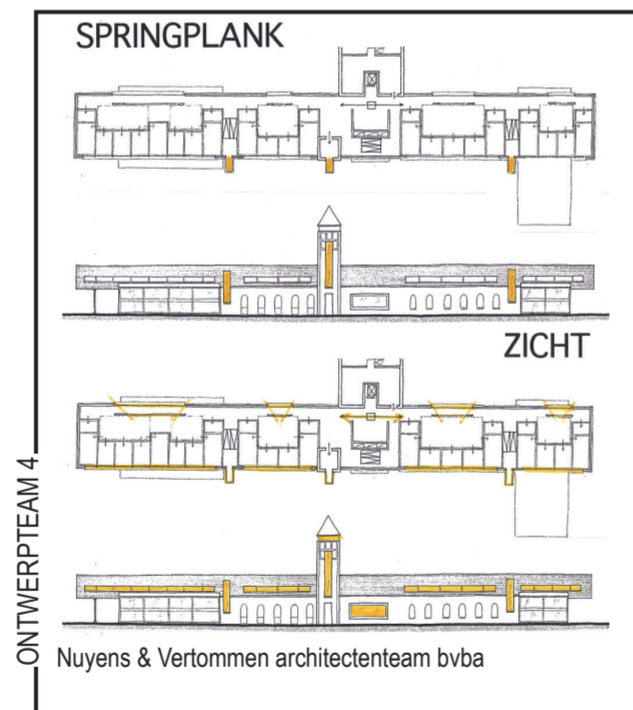 SPRINGPLANK
ZICHT
ONTWERPTEAM 4
Nuyens & Vertommen architectenteam bvba